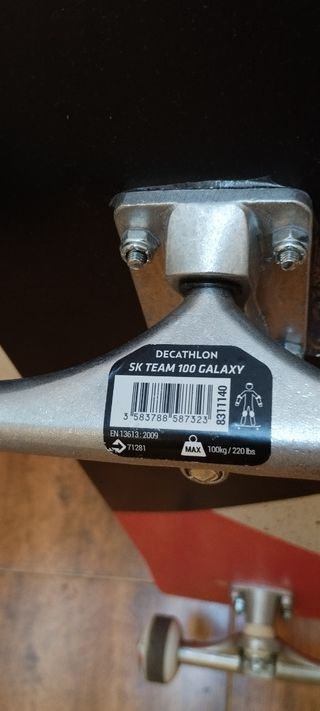 DECATHLON
SK TEAM 100 GALAXY
3 583788 587323
8311140
EN 13613 : 2009
71281
MAX
100kg / 220 lbs